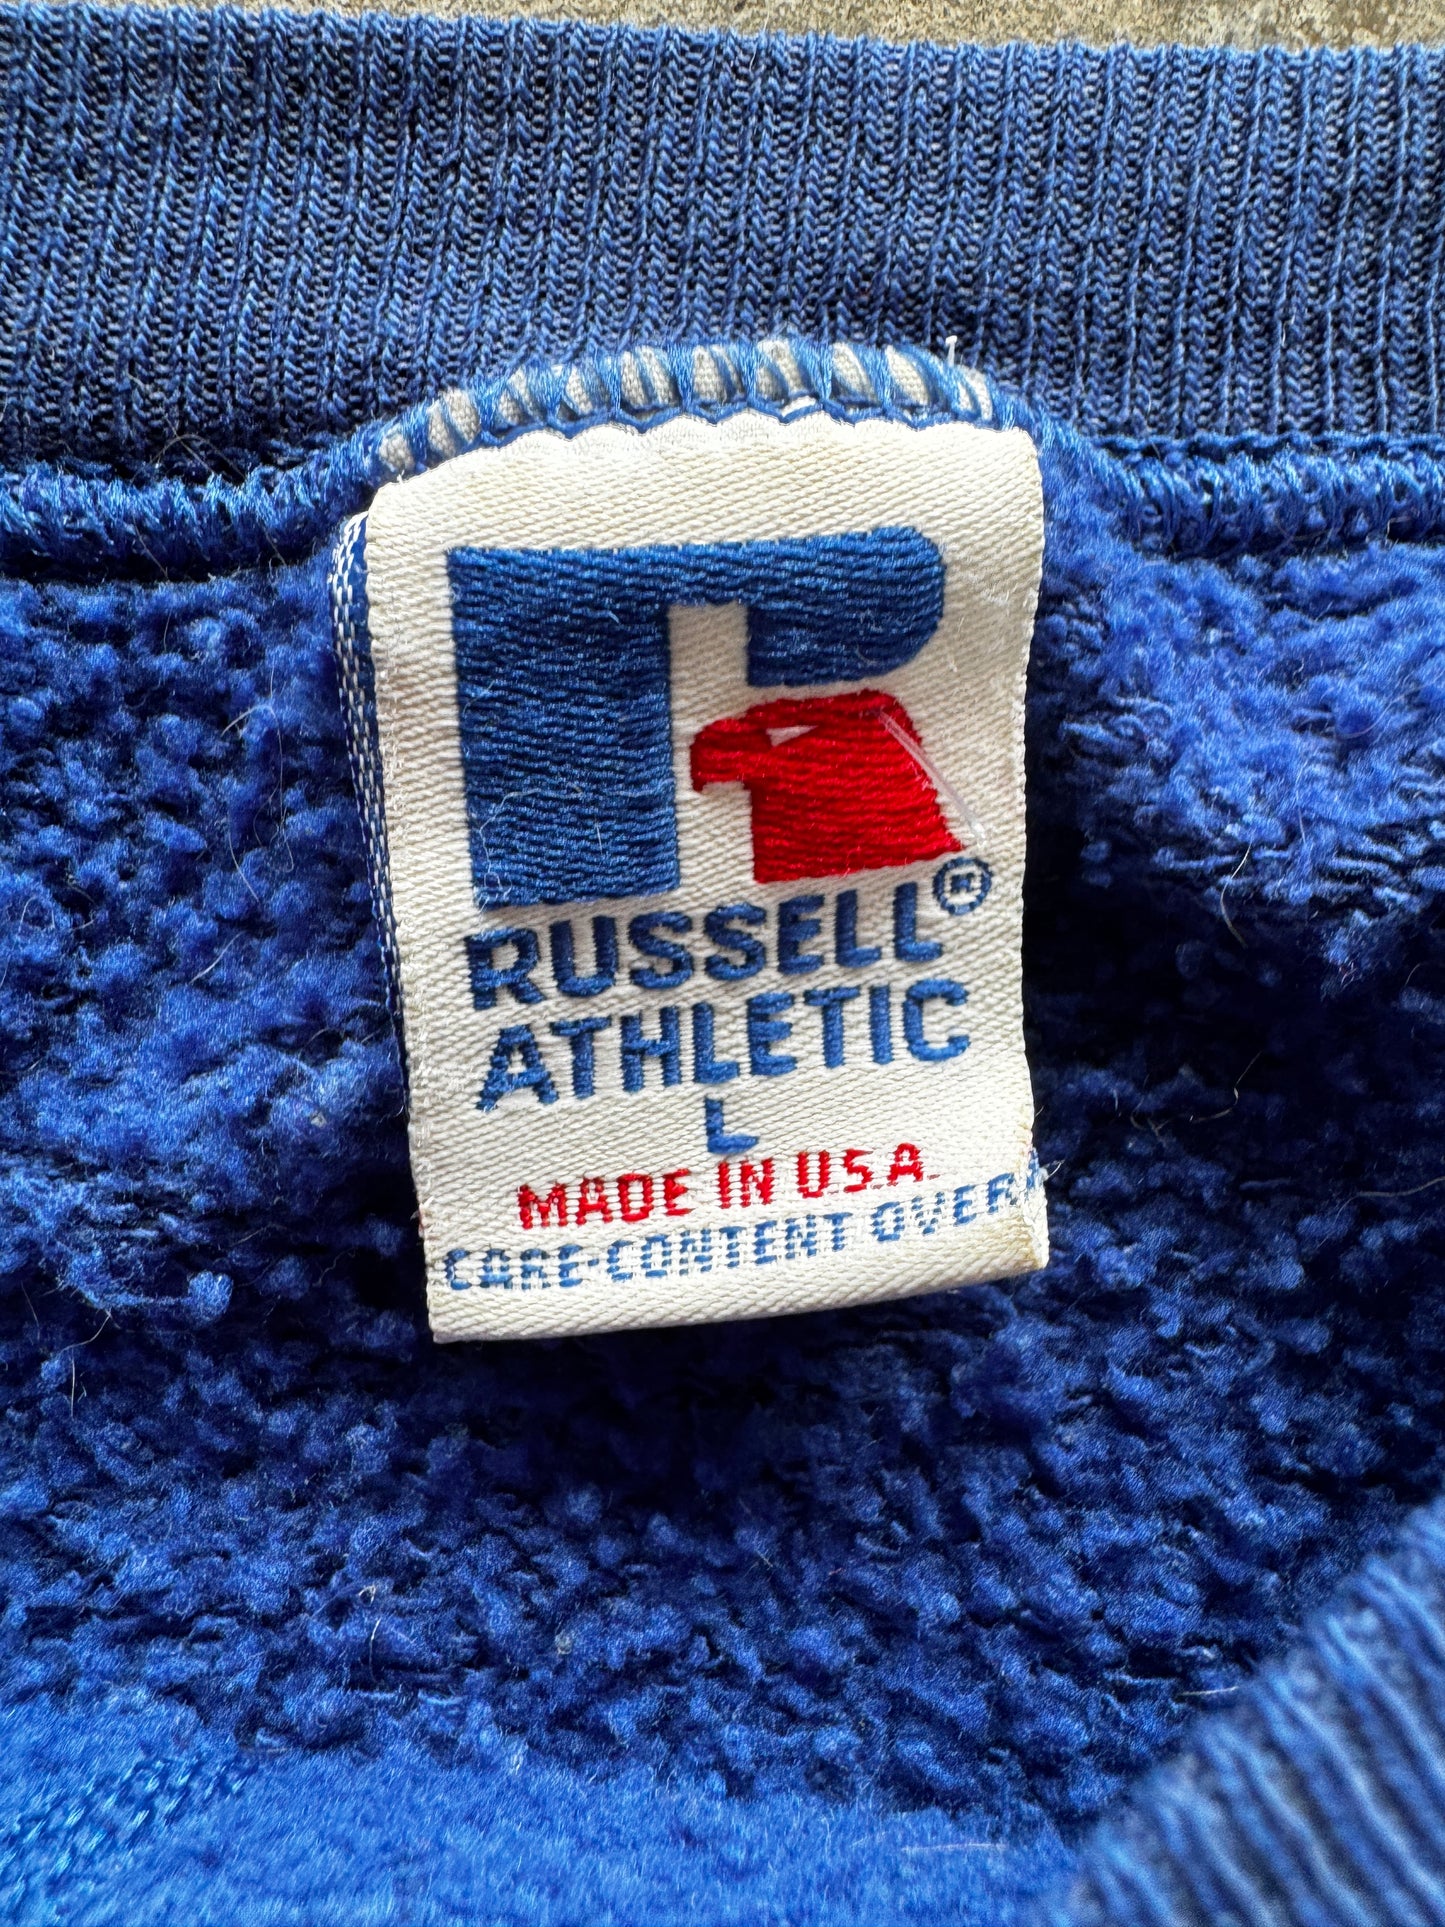 RUSSELL®
ATHLETIC
L
MADE IN U.S.A.
CARE-CONTENT OVER